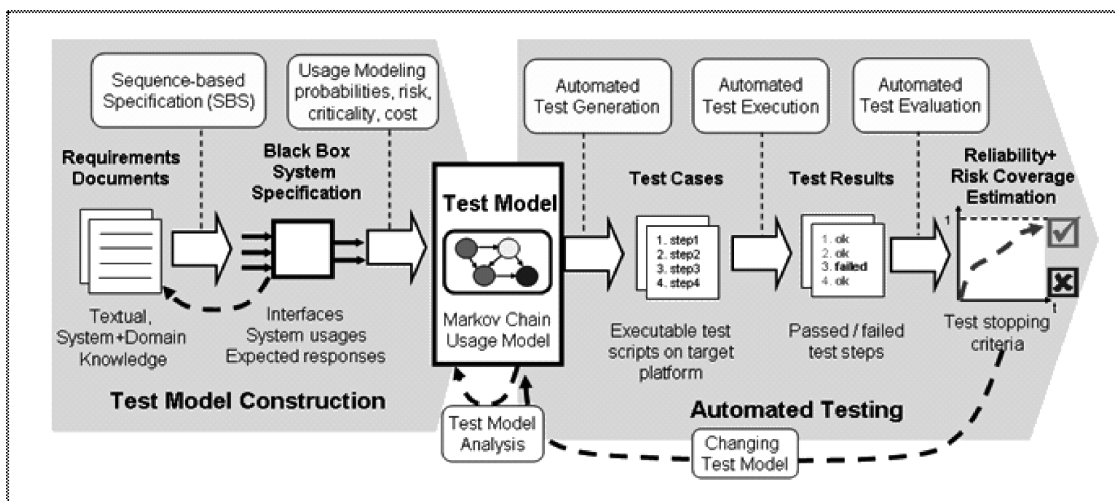 Sequence-based
Specification (SBS)
Usage Modeling
probabilities, risk,
criticality, cost
Automated
Test Generation
Automated
Test Execution
Automated
Test Evaluation
Requirements
Documents
Black Box
System
Specification
Test Model
Test Cases
Test Results
Reliability+
Risk Coverage
Estimation
1
1. step1
2. step2
3. step3
4. step4
1. ok
2. ok
3. failed
4. ok
t
Textual,
System+Domain
Knowledge
Interfaces
System usages
Expected responses
Markov Chain
Usage Model
Executable test
scripts on target
platform
Passed / failed
test steps
Test stopping
criteria
Test Model Construction
Automated Testing
Test Model
Analysis
Changing
Test Model